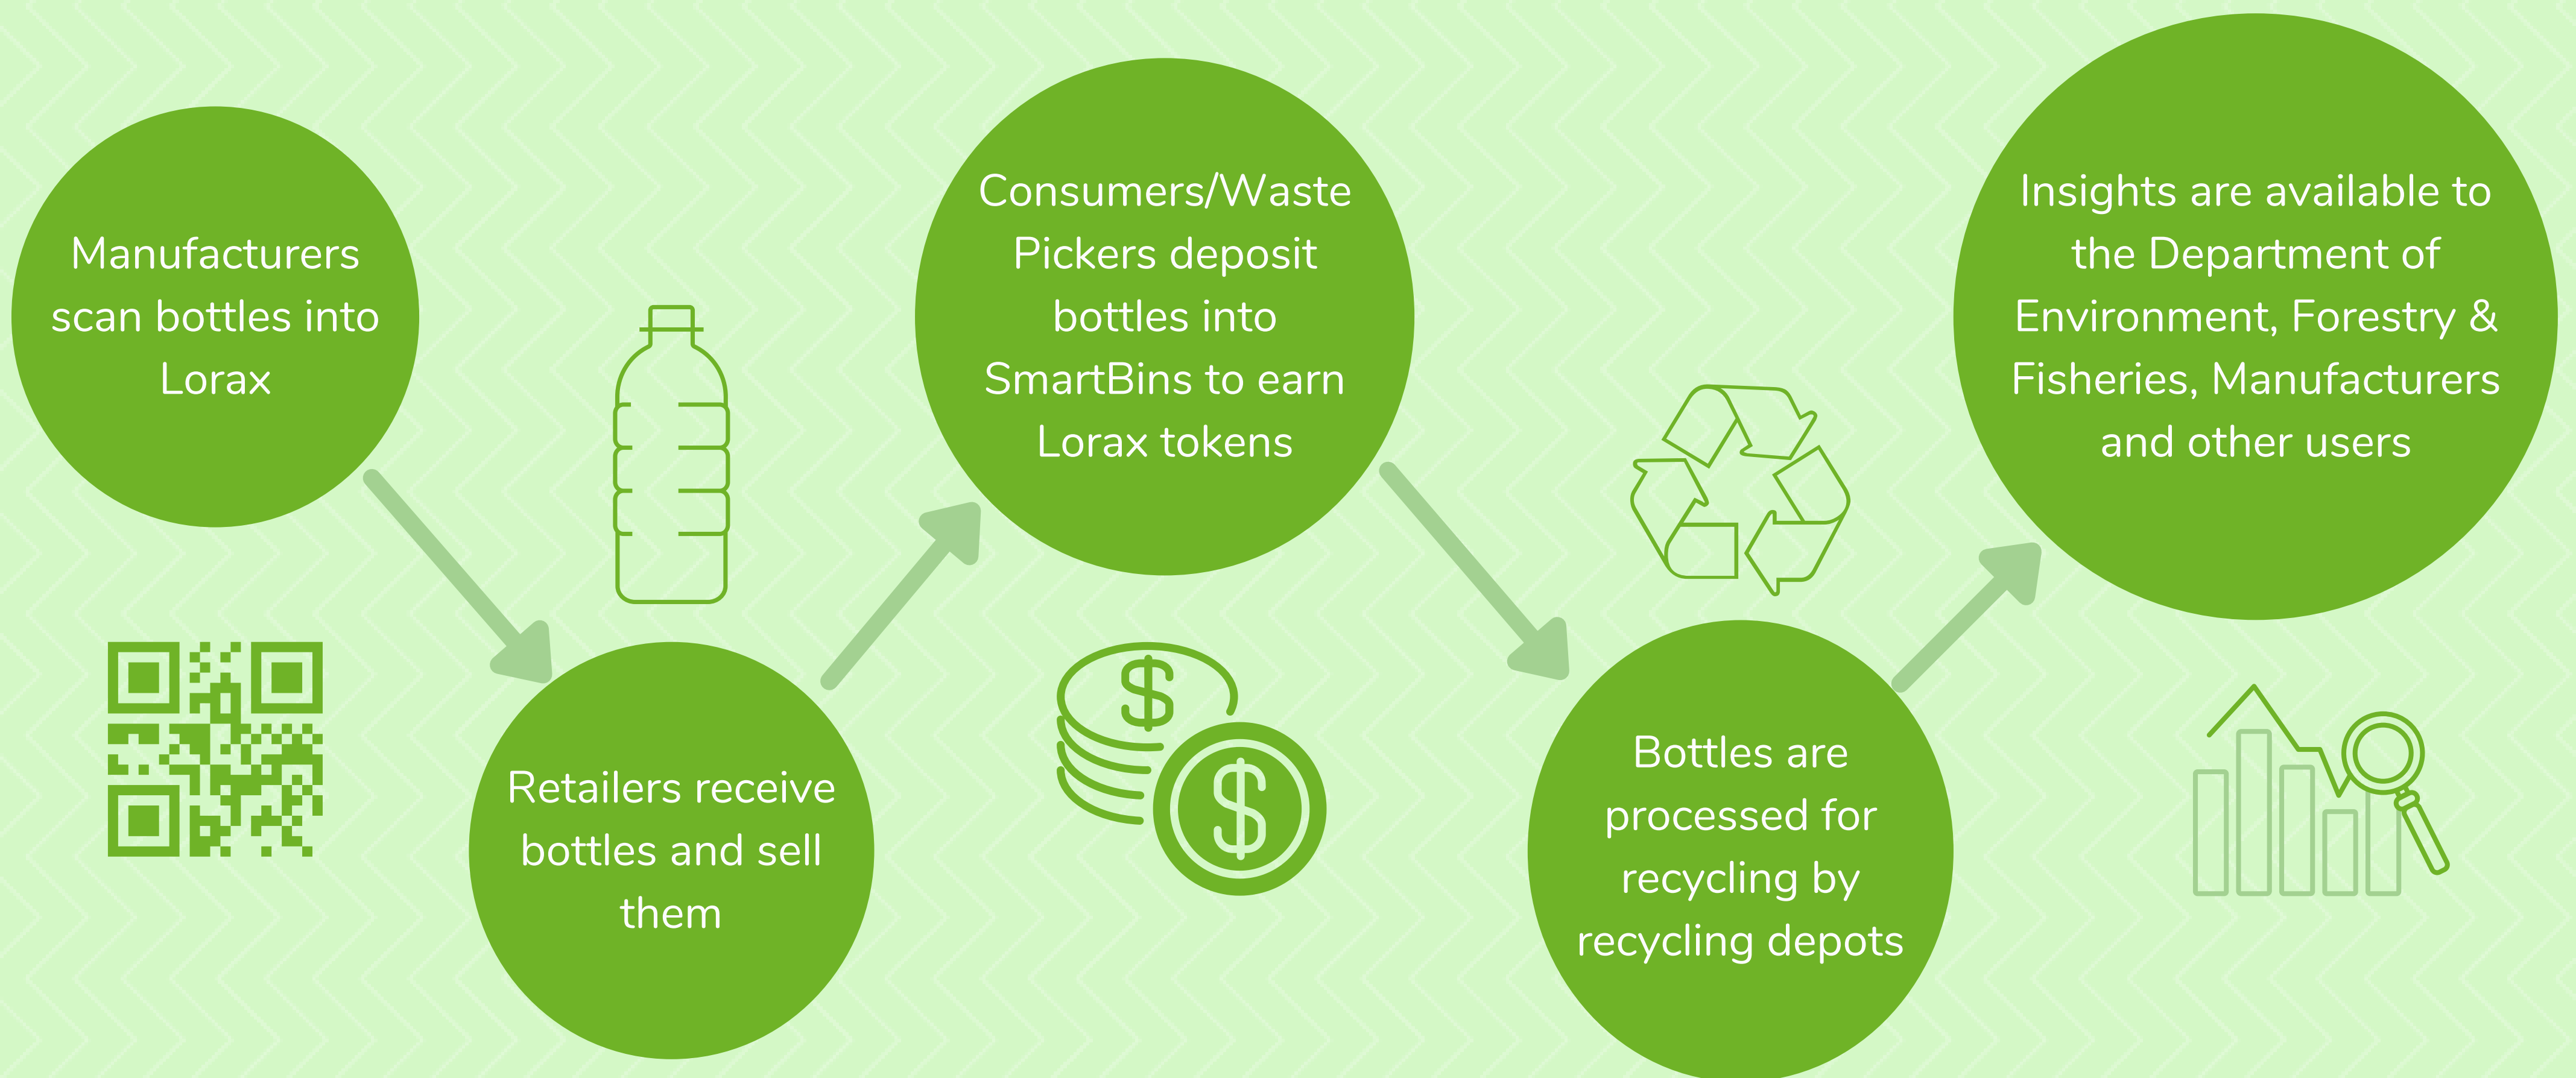 Manufacturers
scan bottles into
Lorax
Retailers receive
bottles and sell
them
Consumers/Waste
Pickers deposit
bottles into
SmartBins to earn
Lorax tokens
$
$
Bottles are
processed for
recycling by
recycling depots
Insights are available to
the Department of
Environment, Forestry &
Fisheries, Manufacturers
and other users